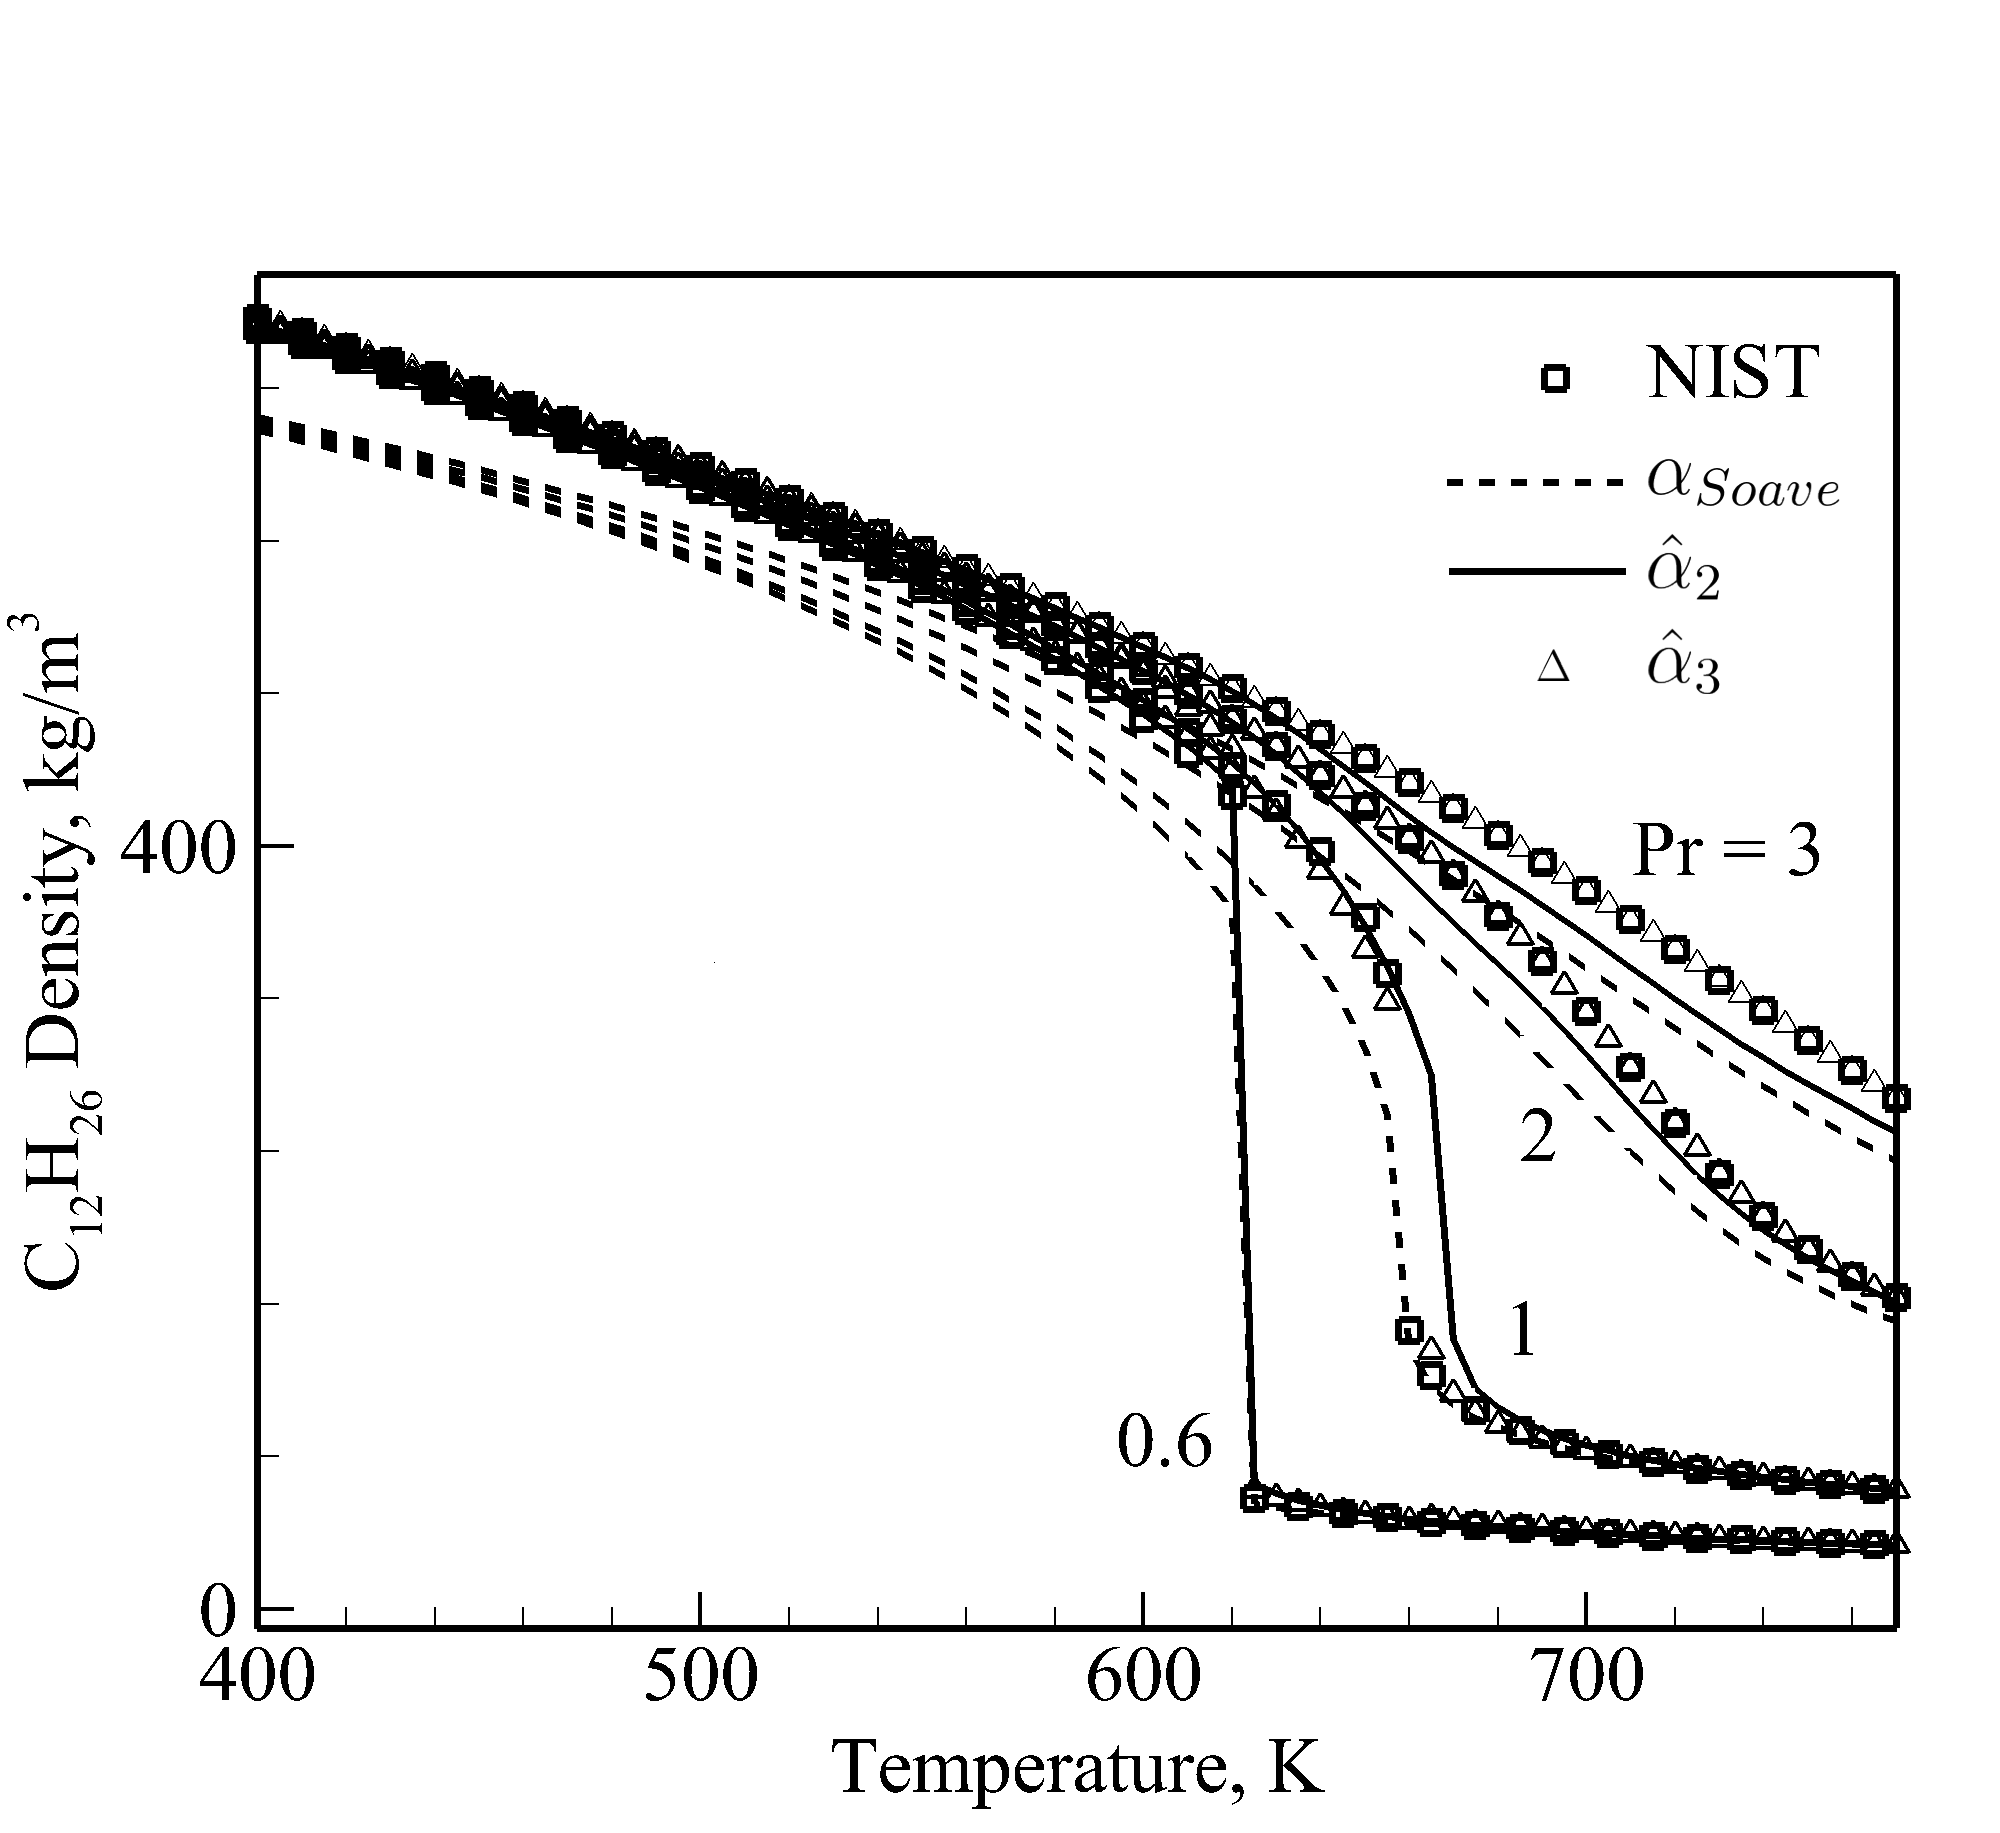 NIST
α_Soave
α̂₂
α̂₃
C₁₂H₂₆ Density, kg/m³
400
Pr = 3
2
1
0.6
0
400 500 600 700
Temperature, K